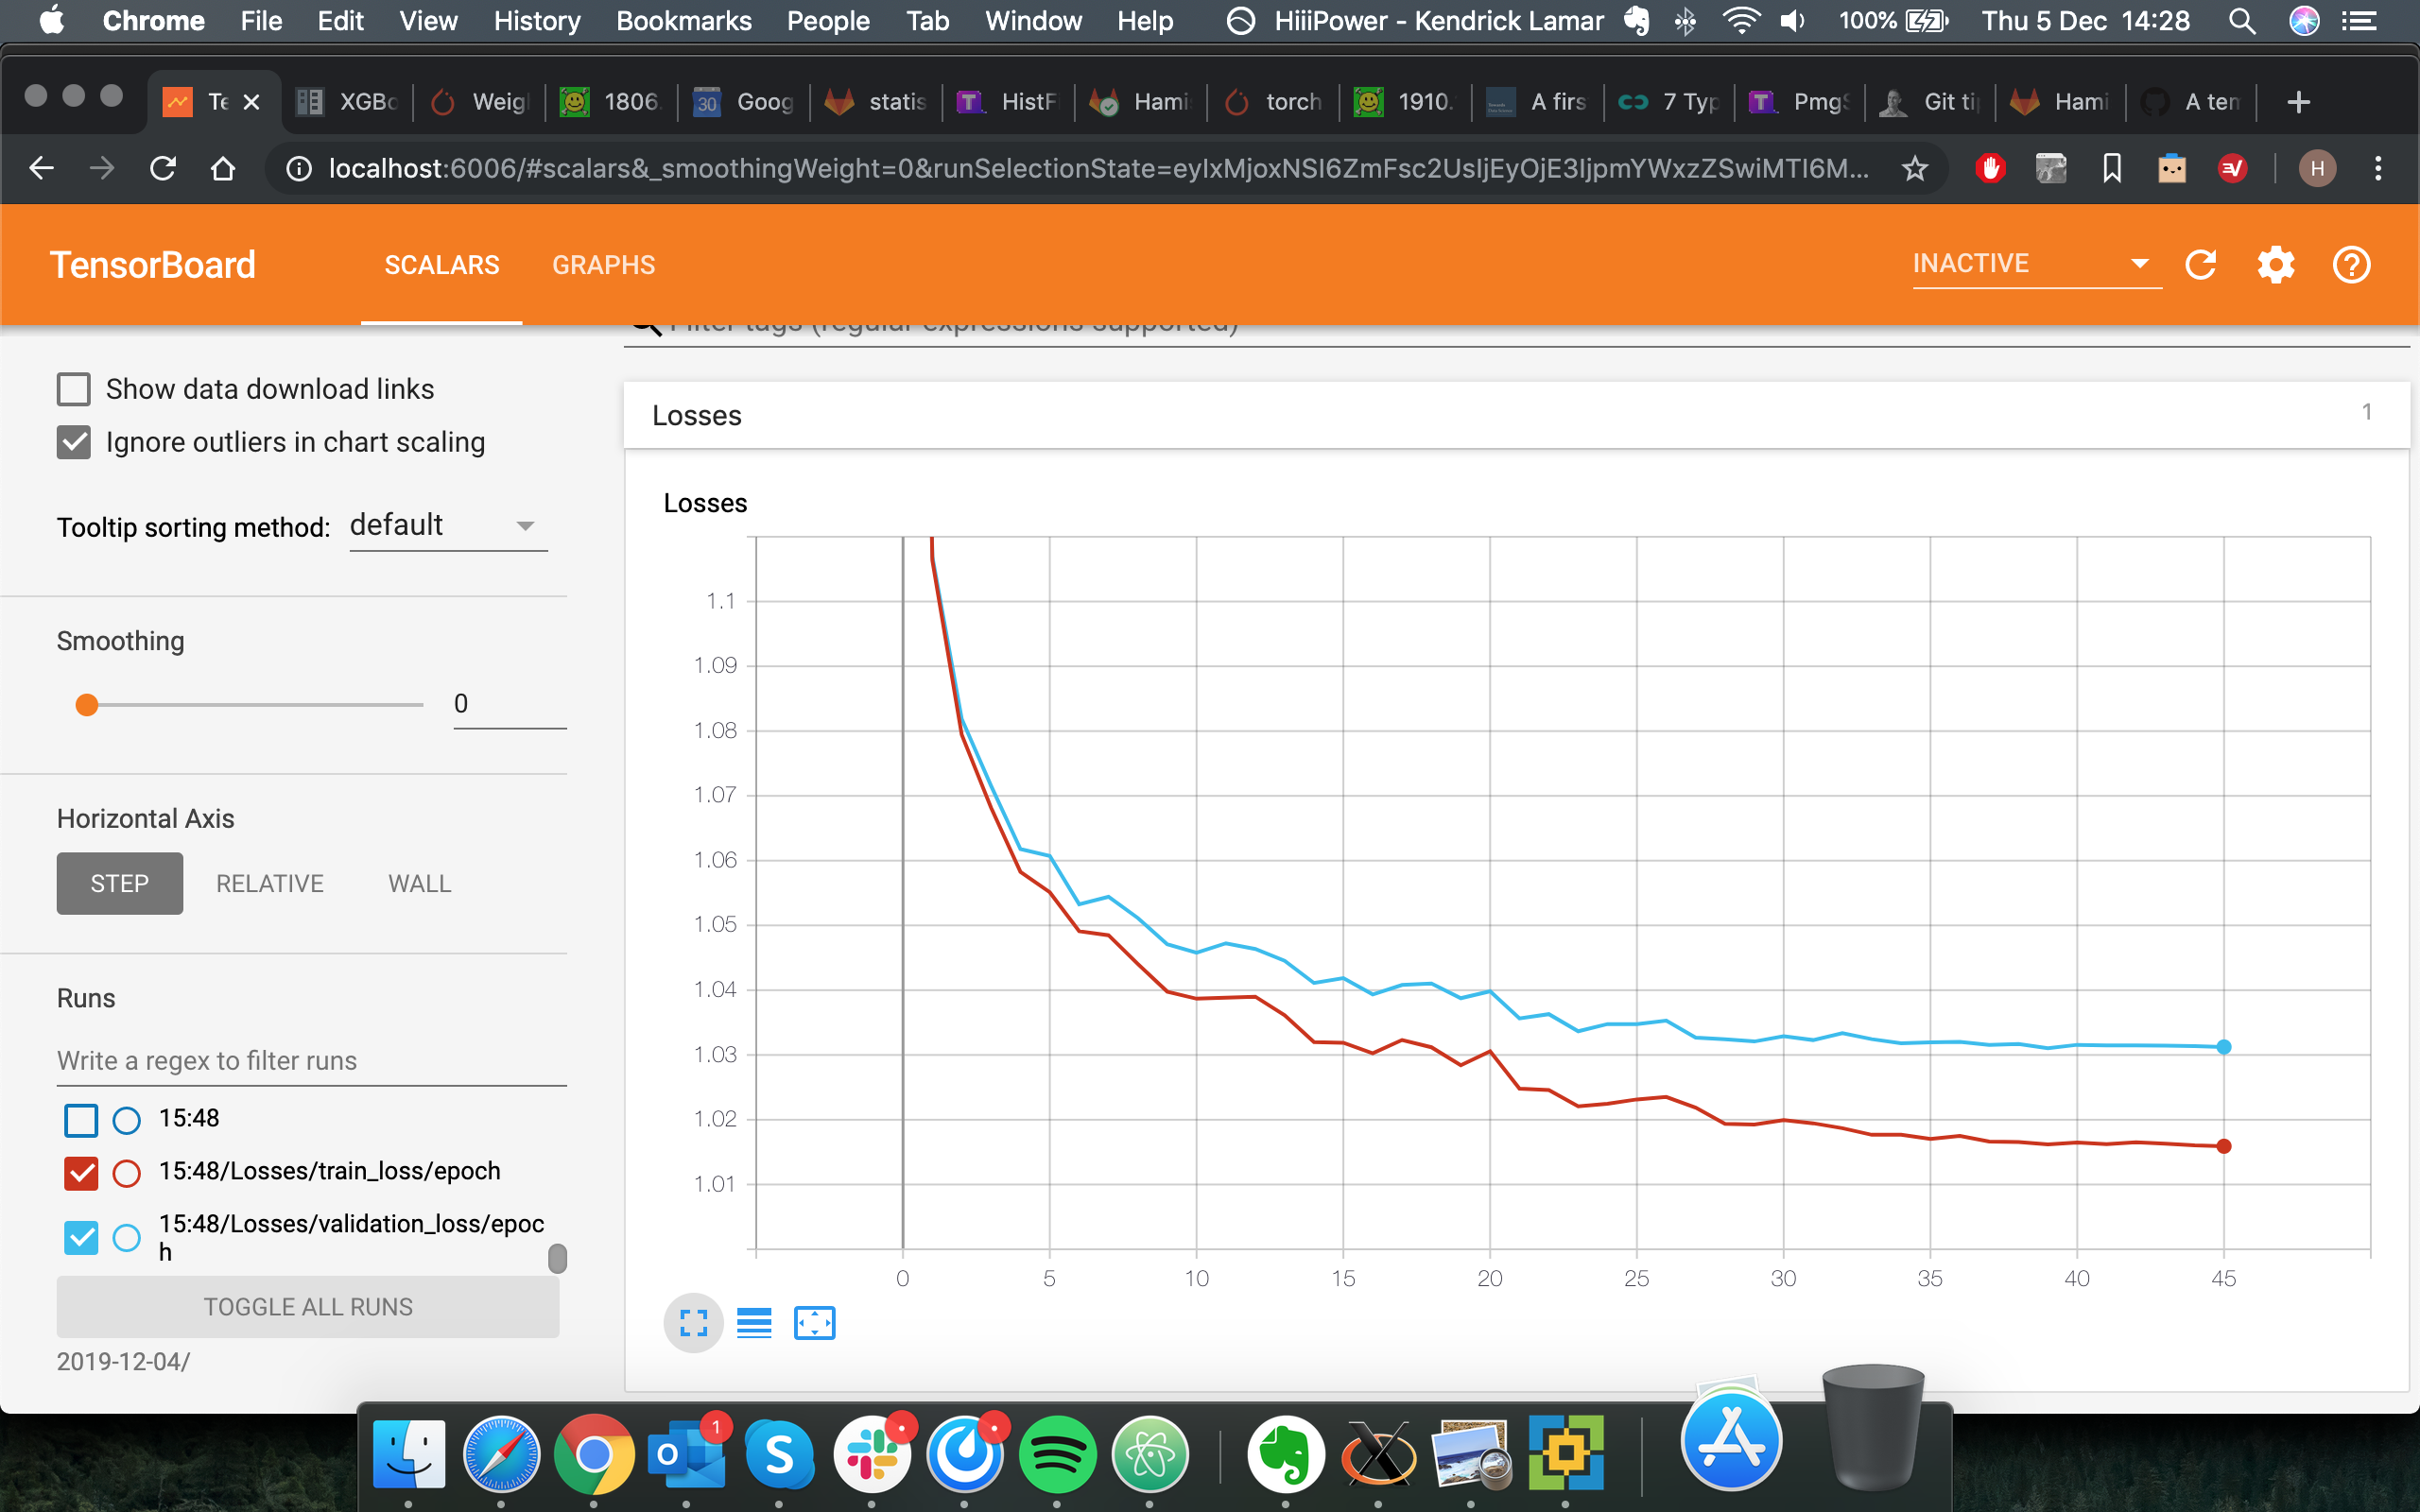 Chrome File Edit View History Bookmarks People Tab Window Help HiiiPower - Kendrick Lamar 100% Thu 5 Dec 14:28
Te XGBo Weigl 1806. 30 Goog statis HistF Hami torch 1910. A firs 7 Typ Pmg Git ti Hami A tem
localhost:6006/#scalars&_smoothingWeight=0&runSelectionState=eyIxMjoxNSI6ZmFsc2UsIjEyOjE3IjpmYWxzZSwiMTI6M... H
TensorBoard SCALARS GRAPHS INACTIVE
Filter tags (regular expressions supported)
Show data download links
Ignore outliers in chart scaling
Tooltip sorting method: default
Smoothing
0
Horizontal Axis
STEP RELATIVE WALL
Runs
Write a regex to filter runs
15:48
15:48/Losses/train_loss/epoch
15:48/Losses/validation_loss/epoc
h
TOGGLE ALL RUNS
2019-12-04/
Losses 1
Losses
1.1
1.09
1.08
1.07
1.06
1.05
1.04
1.03
1.02
1.01
0 5 10 15 20 25 30 35 40 45
1